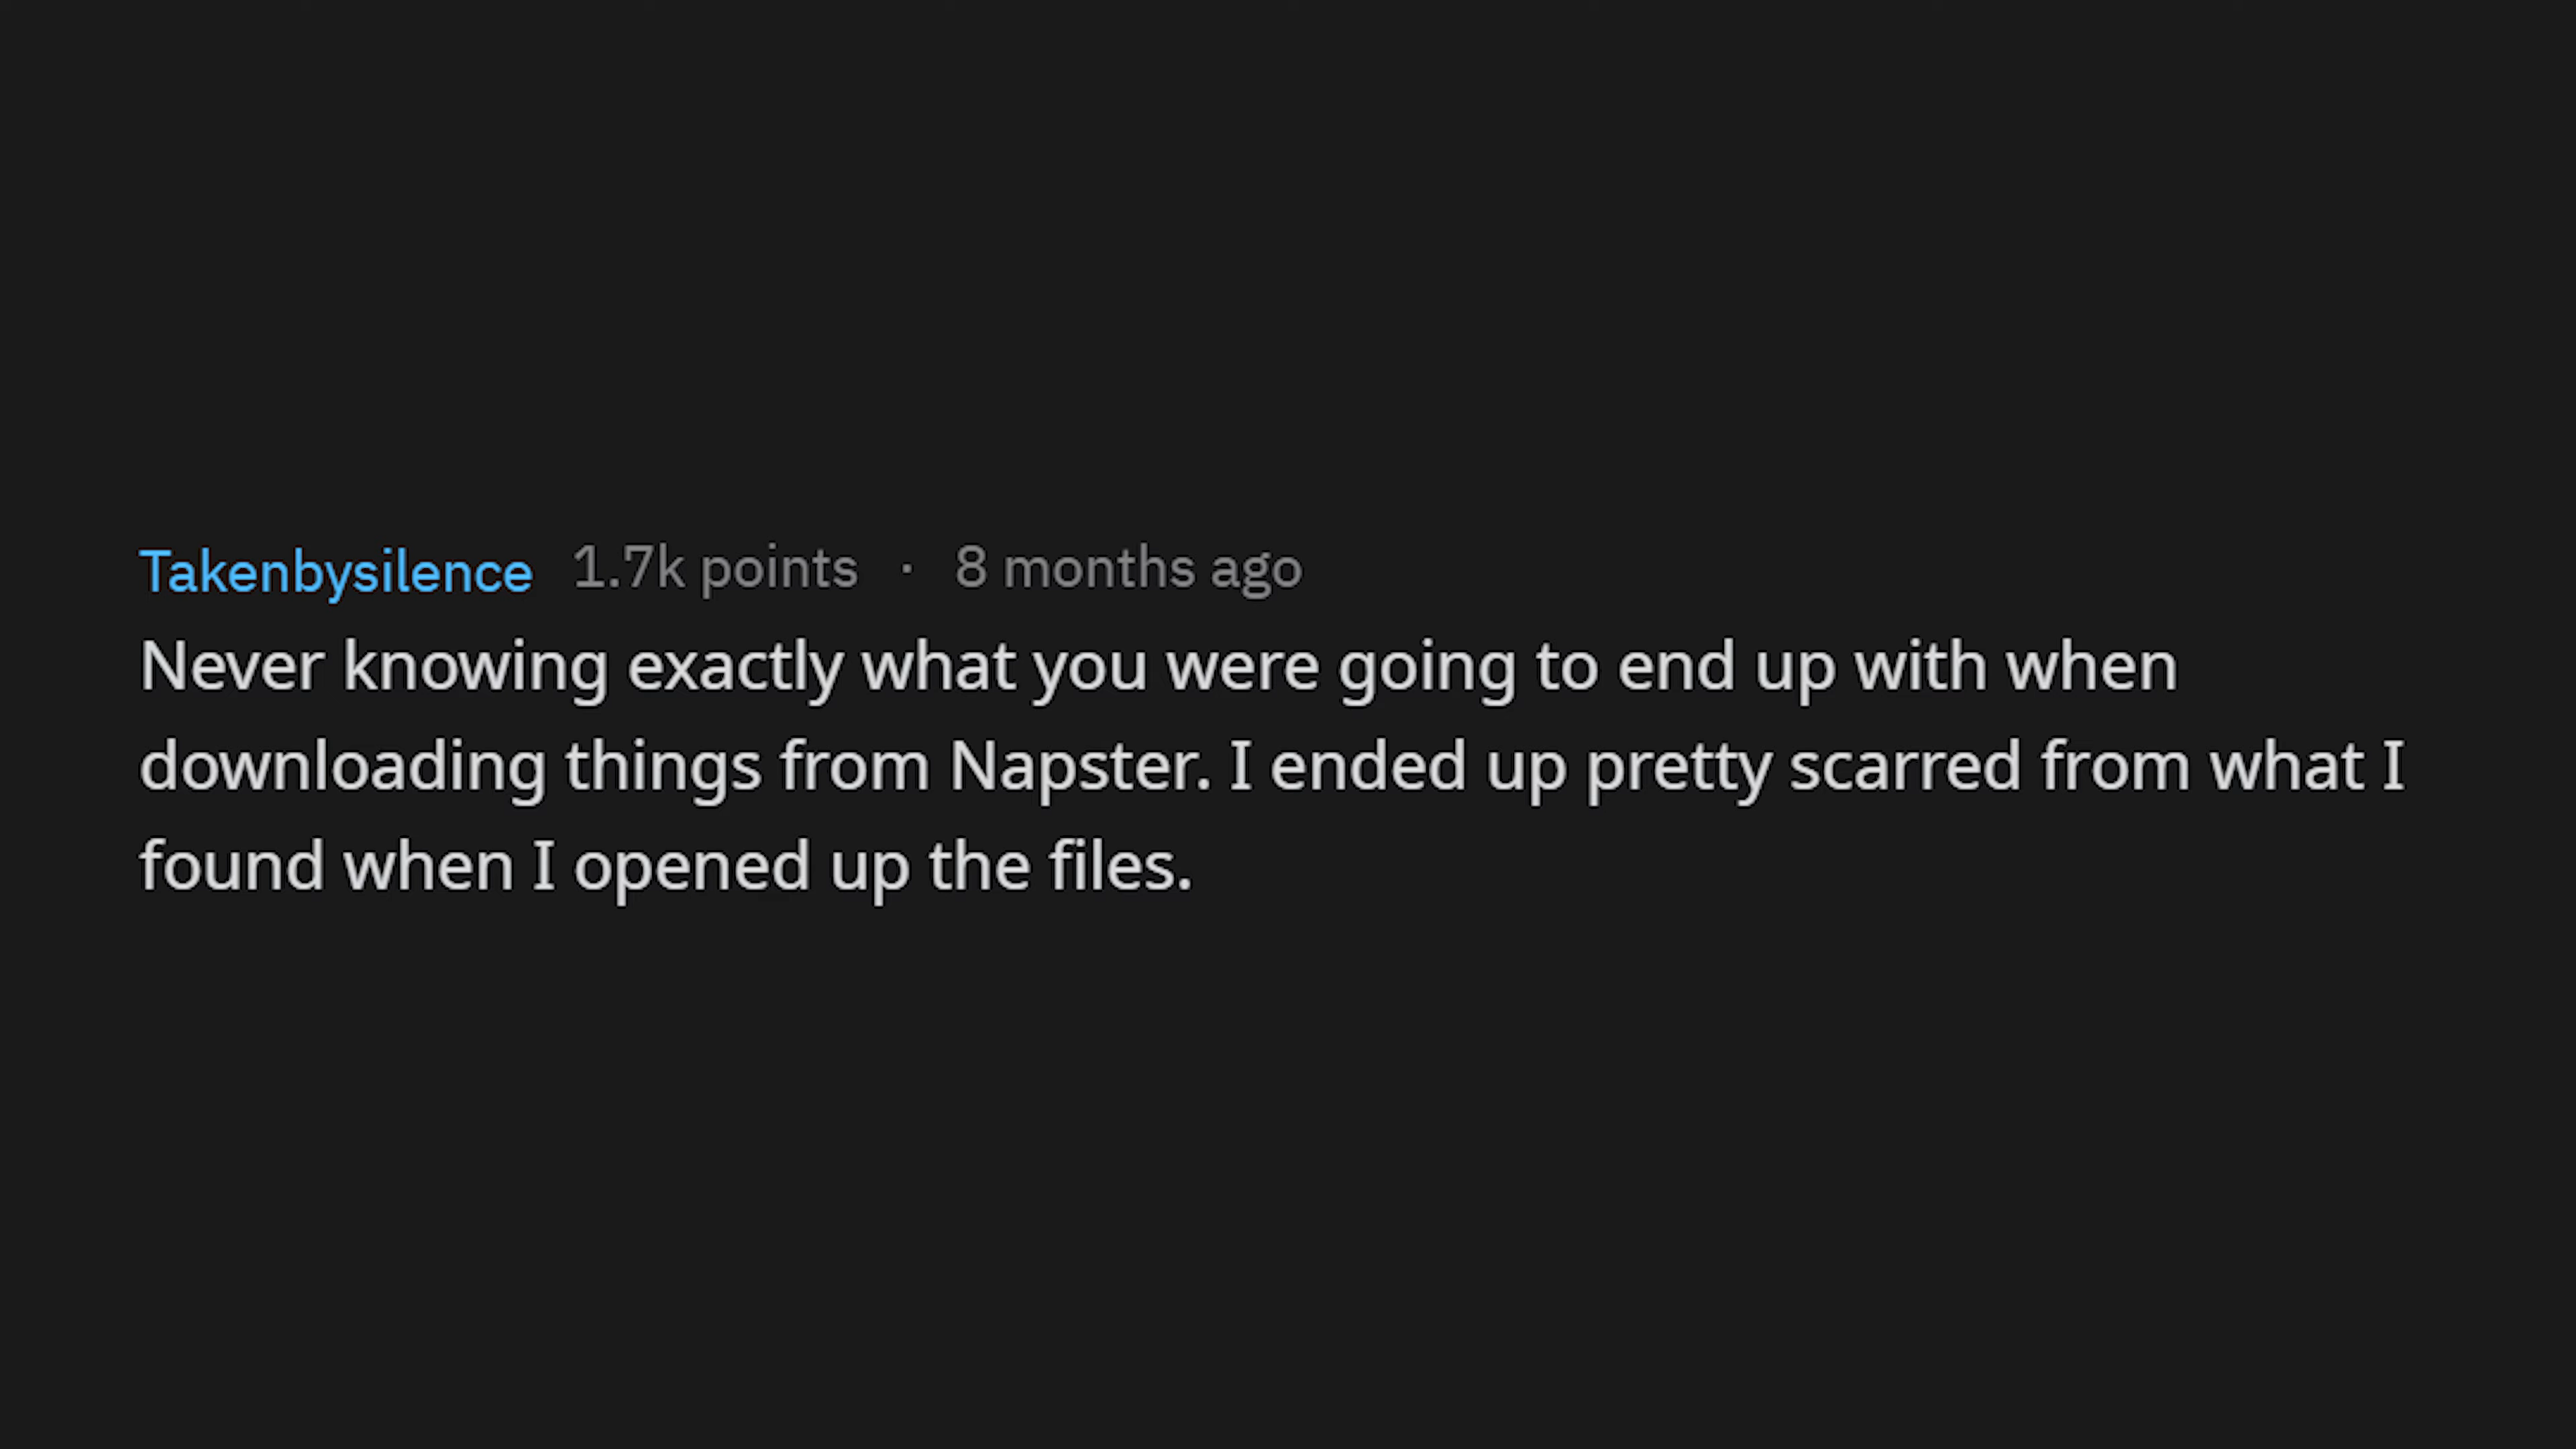 Takenbysilence 1.7k points · 8 months ago
Never knowing exactly what you were going to end up with when
downloading things from Napster. I ended up pretty scarred from what I
found when I opened up the files.